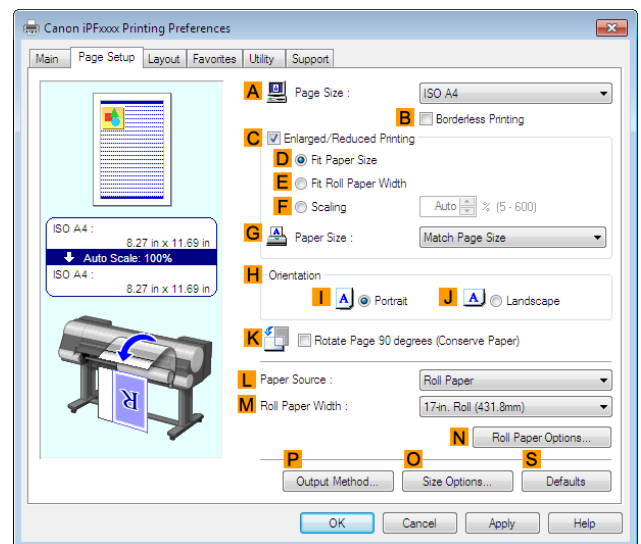 Canon iPFxxxx Printing Preferences
Main Page Setup Layout Favorites Utility Support
A Page Size : ISO A4
B Borderless Printing
C Enlarged/Reduced Printing
D Fit Paper Size
E Fit Roll Paper Width
F Scaling Auto % (5 - 600)
ISO A4 :
8.27 in x 11.69 in
Auto Scale: 100%
ISO A4 :
8.27 in x 11.69 in
G Paper Size : Match Page Size
H Orientation
I A Portrait J A Landscape
K Rotate Page 90 degrees (Conserve Paper)
R
L Paper Source : Roll Paper
M Roll Paper Width : 17-in. Roll (431.8mm)
N Roll Paper Options...
P O S
Output Method... Size Options... Defaults
OK Cancel Apply Help